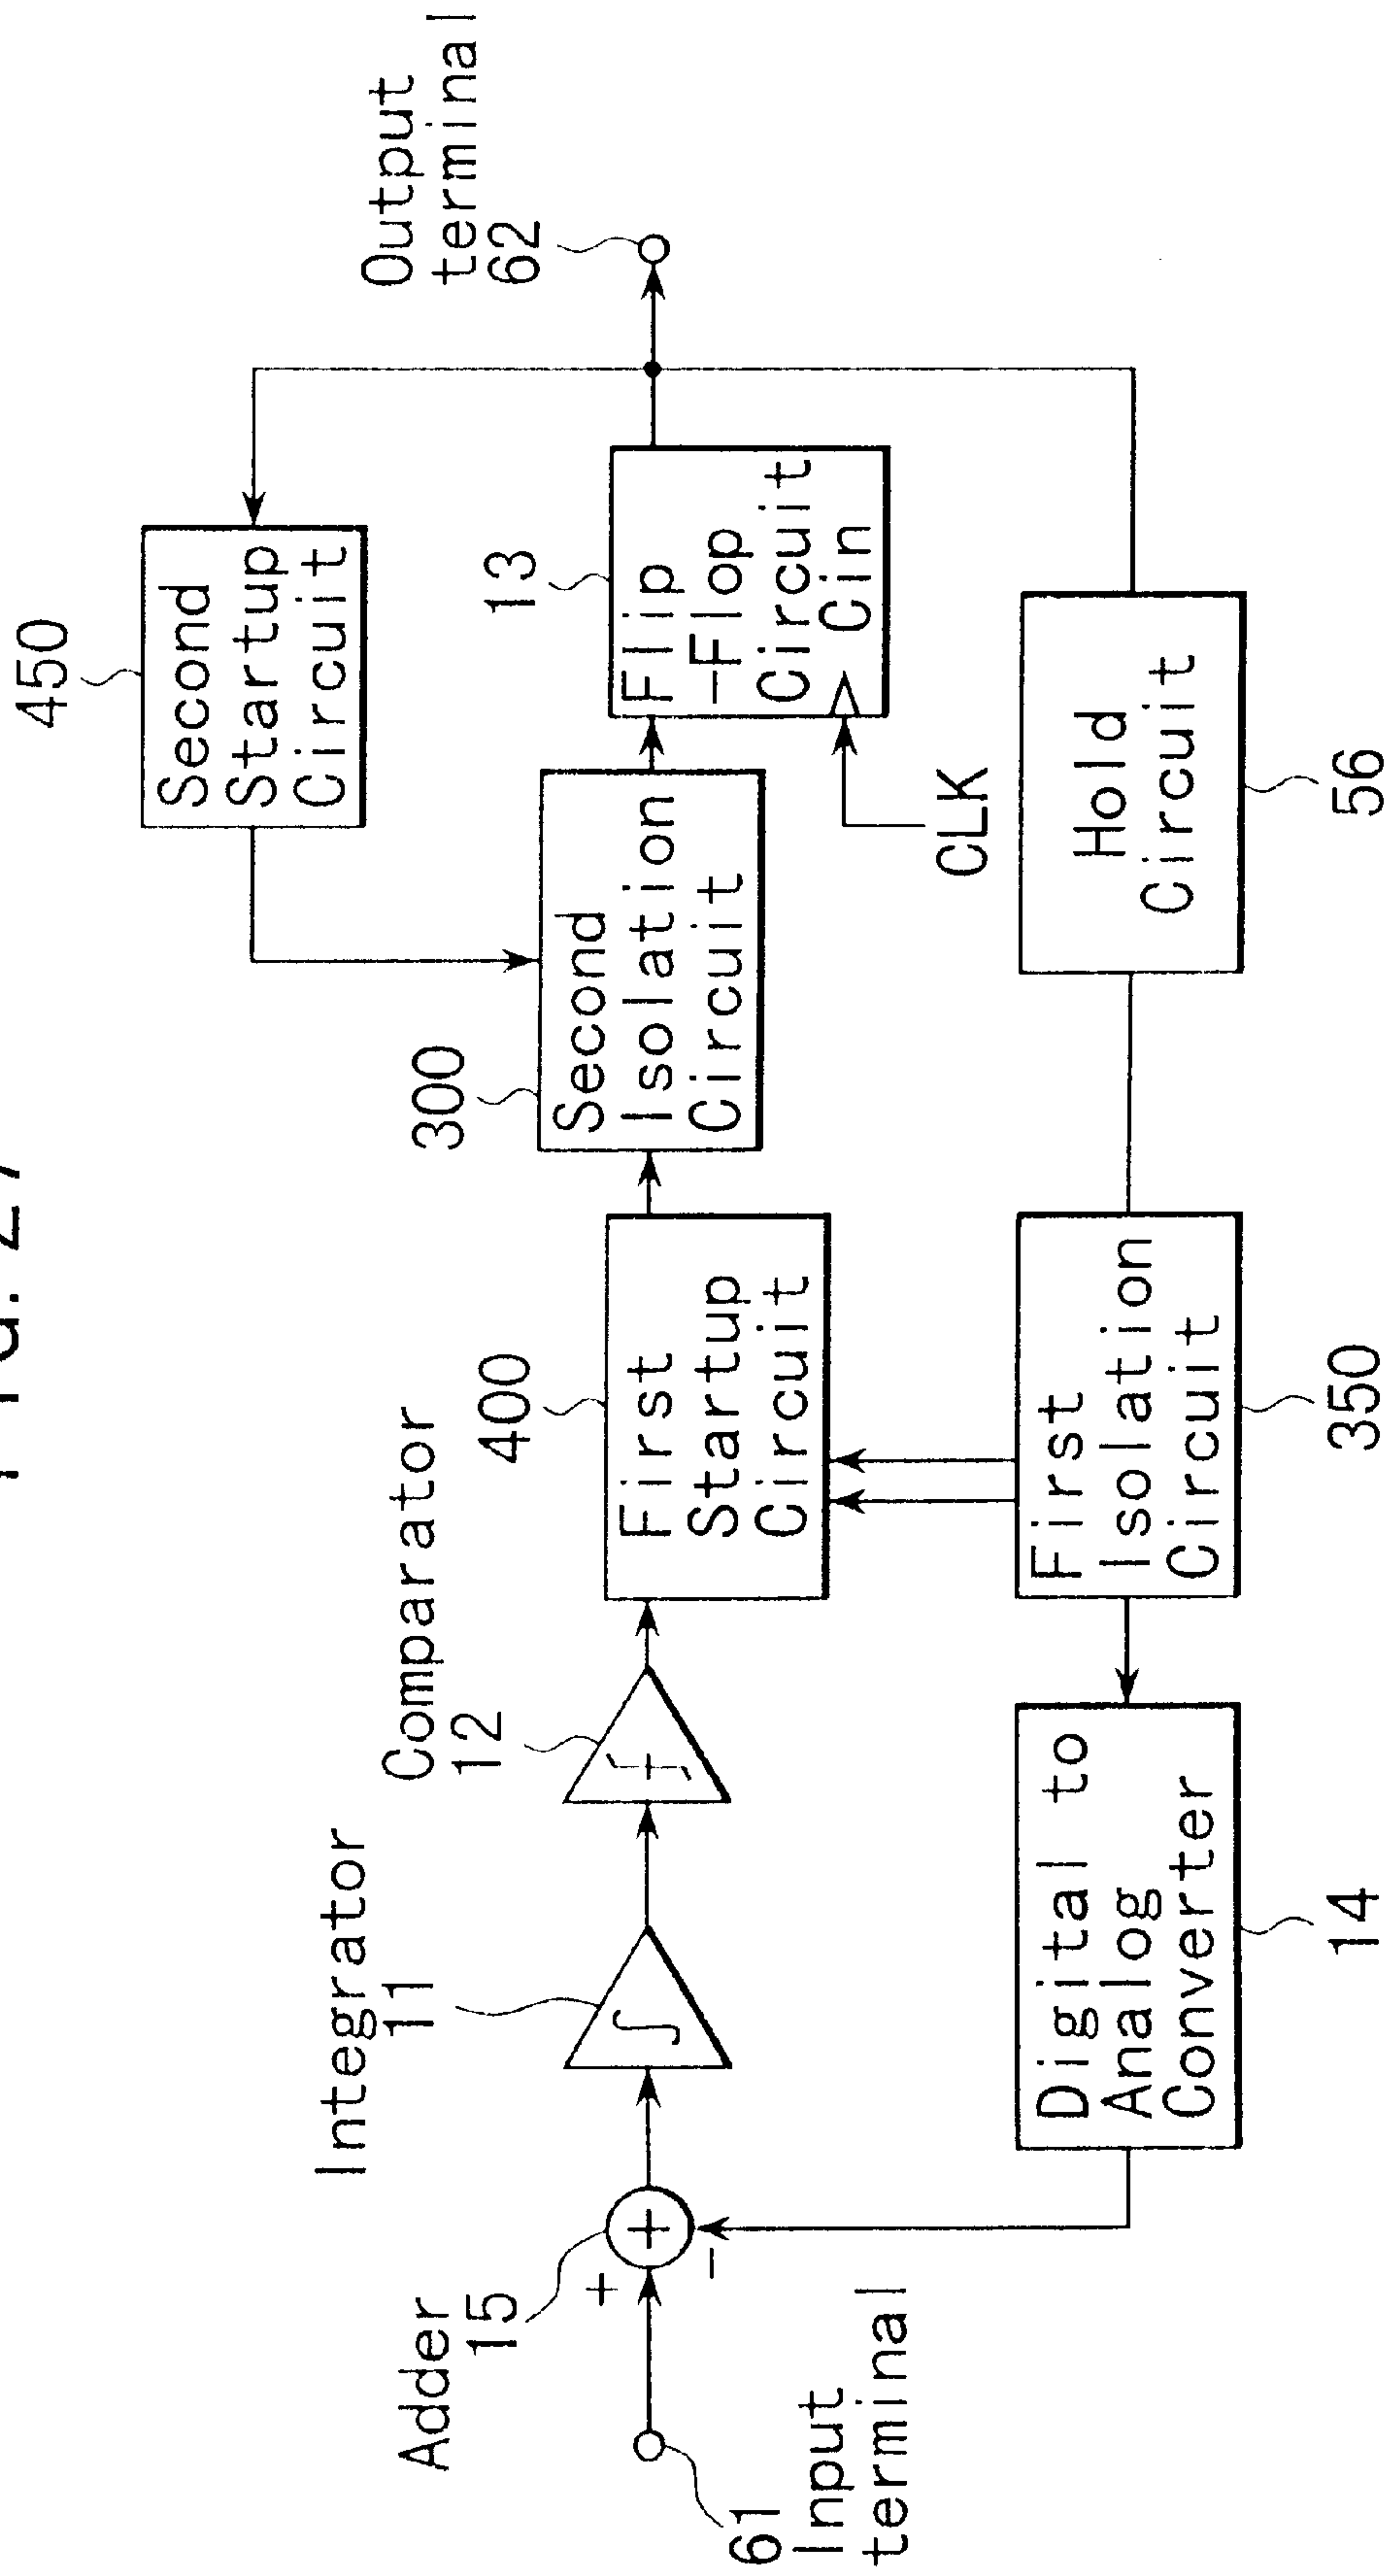 FIG. 27
450
Second
Startup
Circuit
Output
terminal
62
13
Flip
-Flop
Circuit
Cin
CLK
300
Second
Isolation
Circuit
400
First
Startup
Circuit
Comparator
12
Integrator
11
∫
Adder
15
+
+
-
61
Input
terminal
Digital to
Analog
Converter
14
First
Isolation
Circuit
350
Hold
Circuit
56